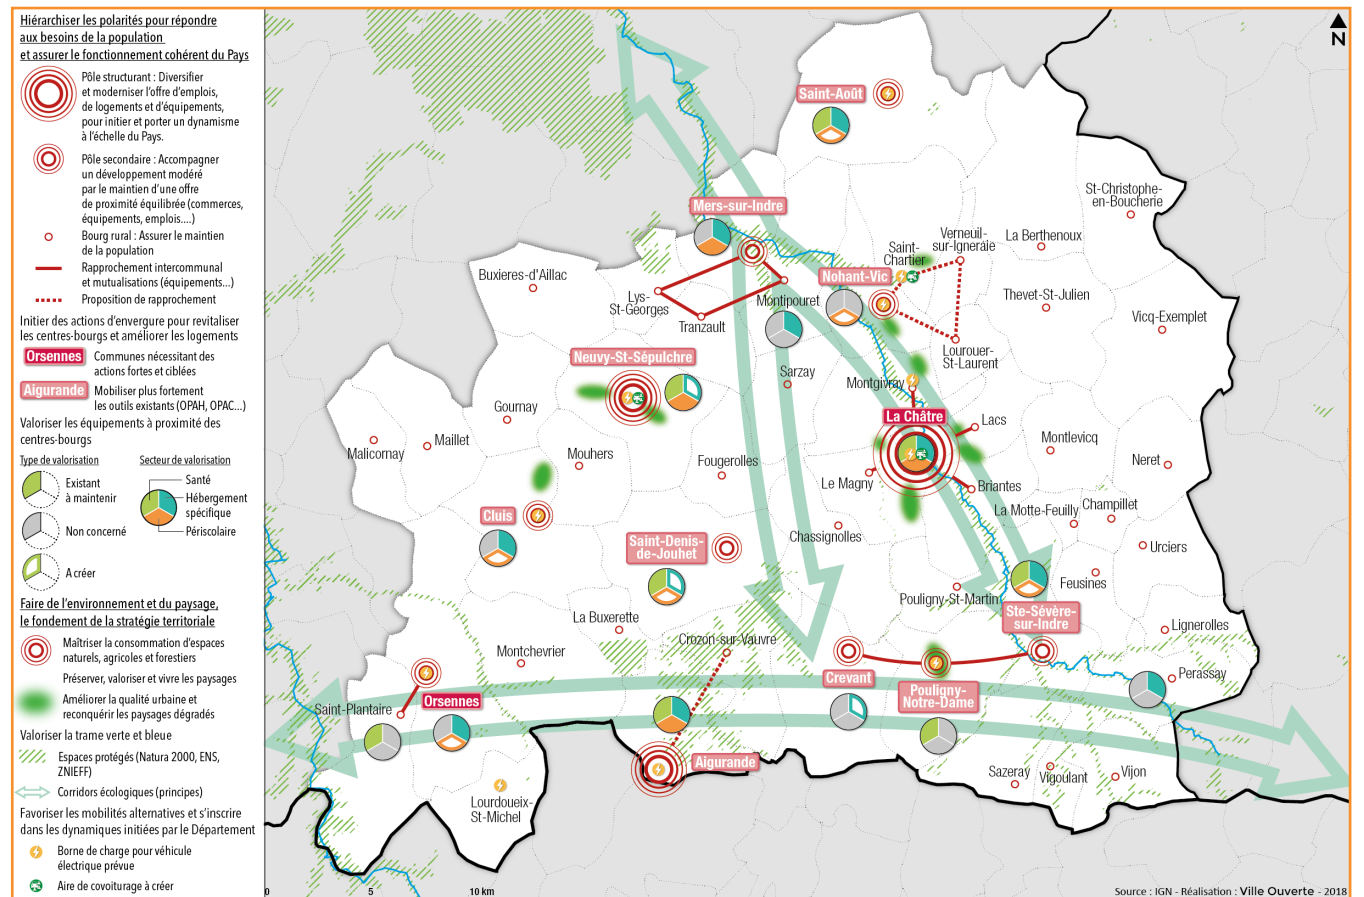 Hiérarchiser les polarités pour répondre
aux besoins de la population
et assurer le fonctionnement cohérent du Pays
Pôle structurant : Diversifier
et moderniser l'offre d'emplois,
de logements et d'équipements,
pour initier et porter un dynamisme
à l'échelle du Pays.
Pôle secondaire : Accompagner
un développement modéré
par le maintien d'une offre
de proximité équilibrée (commerces,
équipements, emplois....)
Bourg rural : Assurer le maintien
de la population
Rapprochement intercommunal
et mutualisations (équipements...)
Proposition de rapprochement
Initier des actions d'envergure pour revitaliser
les centres-bourgs et améliorer les logements
Orsennes
Communes nécessitant des
actions fortes et ciblées
Aigurande
Mobiliser plus fortement
les outils existants (OPAH, OPAC...)
Valoriser les équipements à proximité des
centres-bourgs
Type de valorisation
Secteur de valorisation
Existant
à maintenir
Non concerné
A créer
Santé
Hébergement
spécifique
Périscolaire
Faire de l'environnement et du paysage,
le fondement de la stratégie territoriale
Maîtriser la consommation d'espaces
naturels, agricoles et forestiers
Préserver, valoriser et vivre les paysages
Améliorer la qualité urbaine et
reconquérir les paysages dégradés
Valoriser la trame verte et bleue
Espaces protégés (Natura 2000, ENS,
ZNIEFF)
Corridors écologiques (principes)
Favoriser les mobilités alternatives et s'inscrire
dans les dynamiques initiées par le Département
Borne de charge pour véhicule
électrique prévue
Aire de covoiturage à créer
N
Saint-Août
St-Christophe-
en-Boucherie
Mers-sur-Indre
Verneuil-
sur-Igneraie
La Berthenoux
Saint-
Chartier
Buxieres-d'Aillac
Nohant-Vic
Lys-
St-Georges
Montipouret
Thevet-St-Julien
Tranzault
Vicq-Exemplet
Lourouer-
St-Laurent
Neuvy-St-Sépulchre
Sarzay
Montgivray
Gournay
La Châtre
Lacs
Malicornay
Maillet
Montlevicq
Mouhers
Fougerolles
Neret
Le Magny
Briantes
La Motte-Feuilly
Champillet
Cluis
Chassignolles
Saint-Denis-
de-Jouhet
Urciers
Feusines
Pouligny-St-Martin
Ste-Sévère-
sur-Indre
La Buxerette
Lignerolles
Crozon-sur-Vauvre
Montchevrier
Perassay
Crevant
Pouligny-
Notre-Dame
Orsennes
Saint-Plantaire
Aigurande
Sazeray
Vigoulant
Vijon
Lourdoueix-
St-Michel
0
5
10 km
Source : IGN - Réalisation : Ville Ouverte - 2018